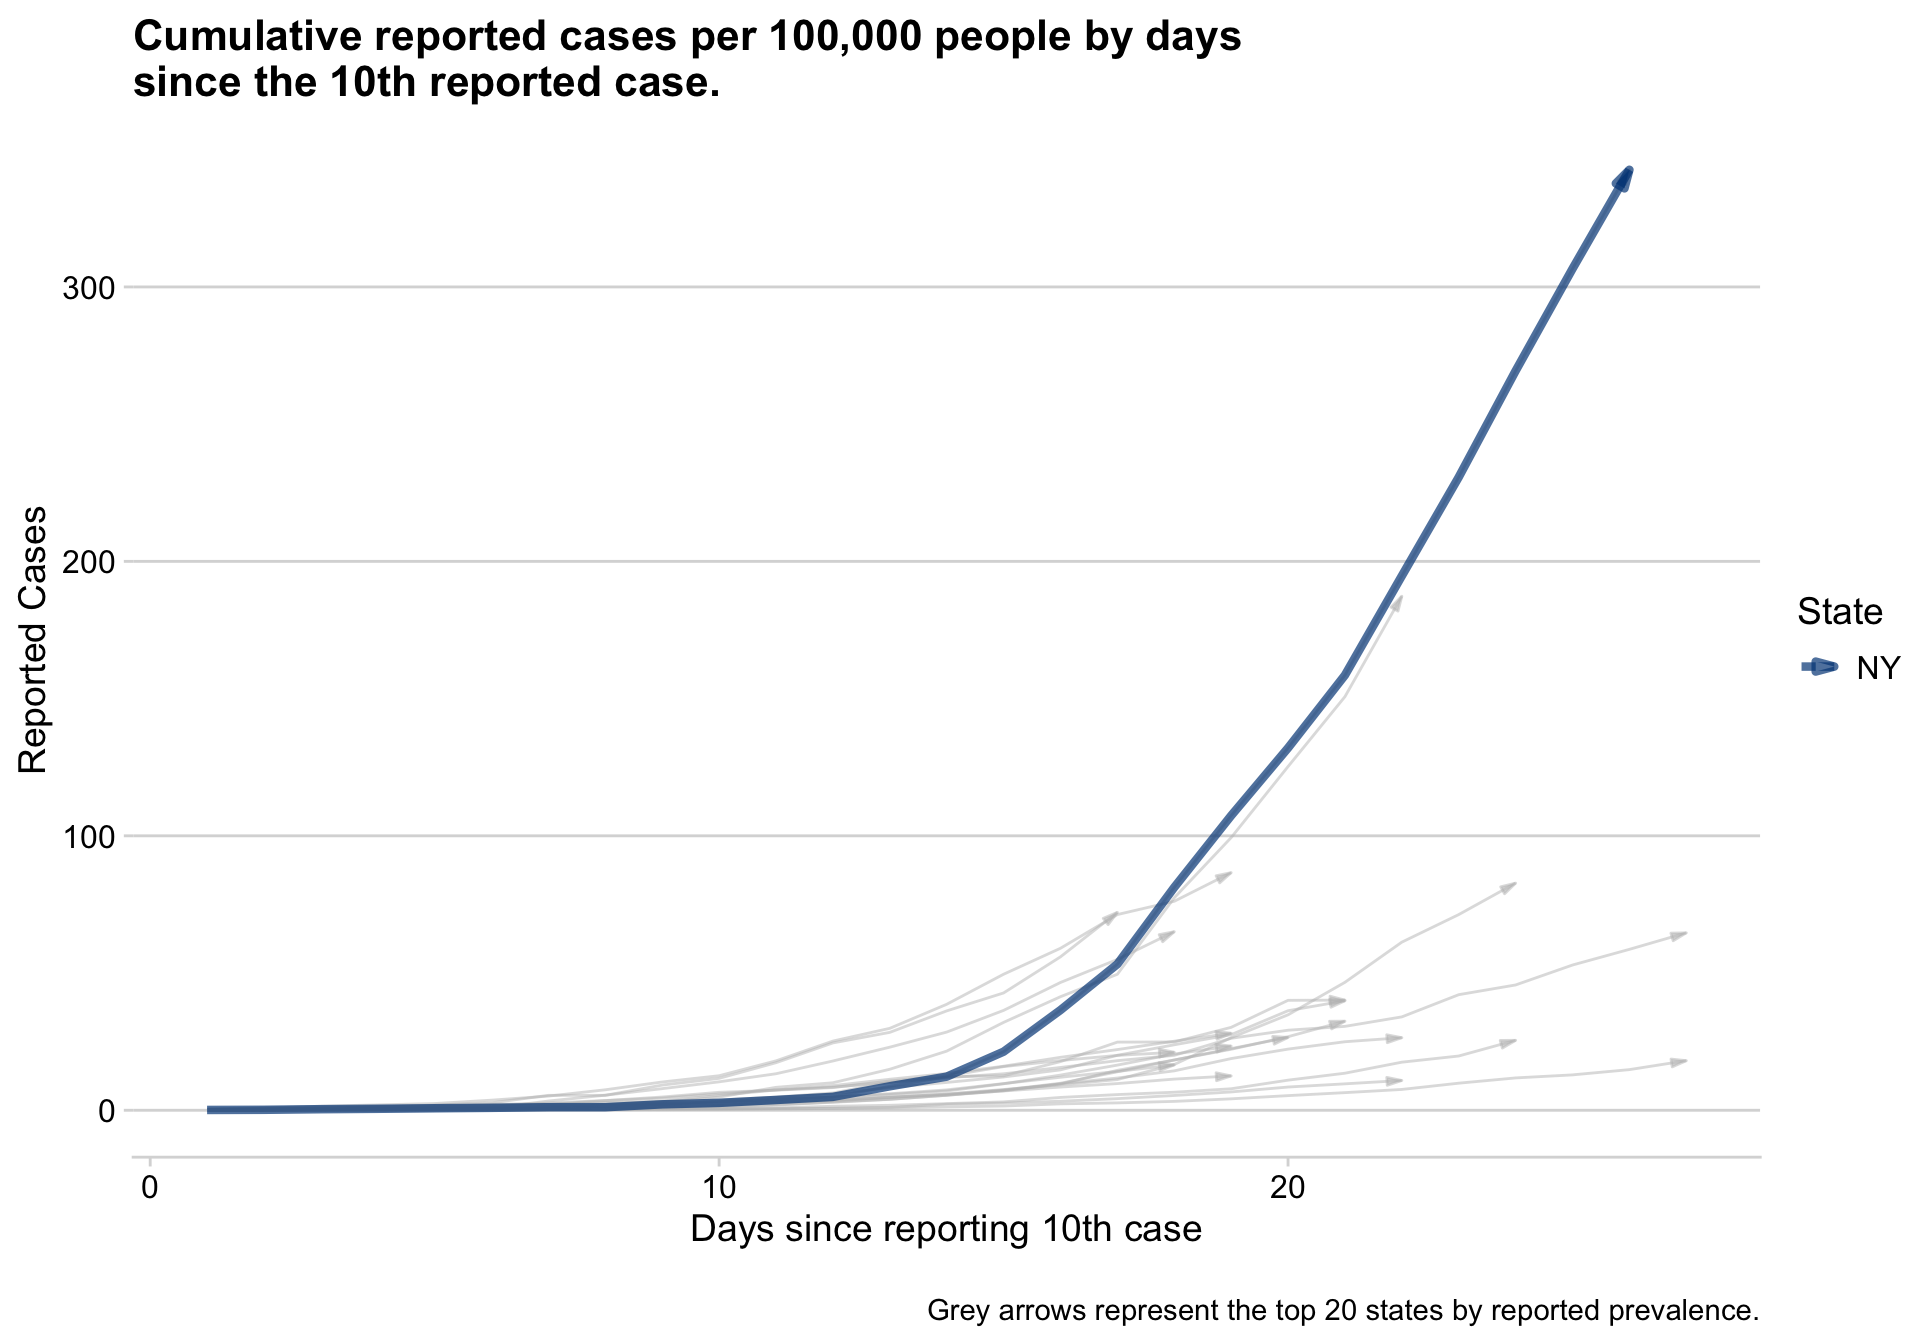 Cumulative reported cases per 100,000 people by days
since the 10th reported case.
300
200
100
0
Reported Cases
0
10
20
Days since reporting 10th case
State
NY
Grey arrows represent the top 20 states by reported prevalence.